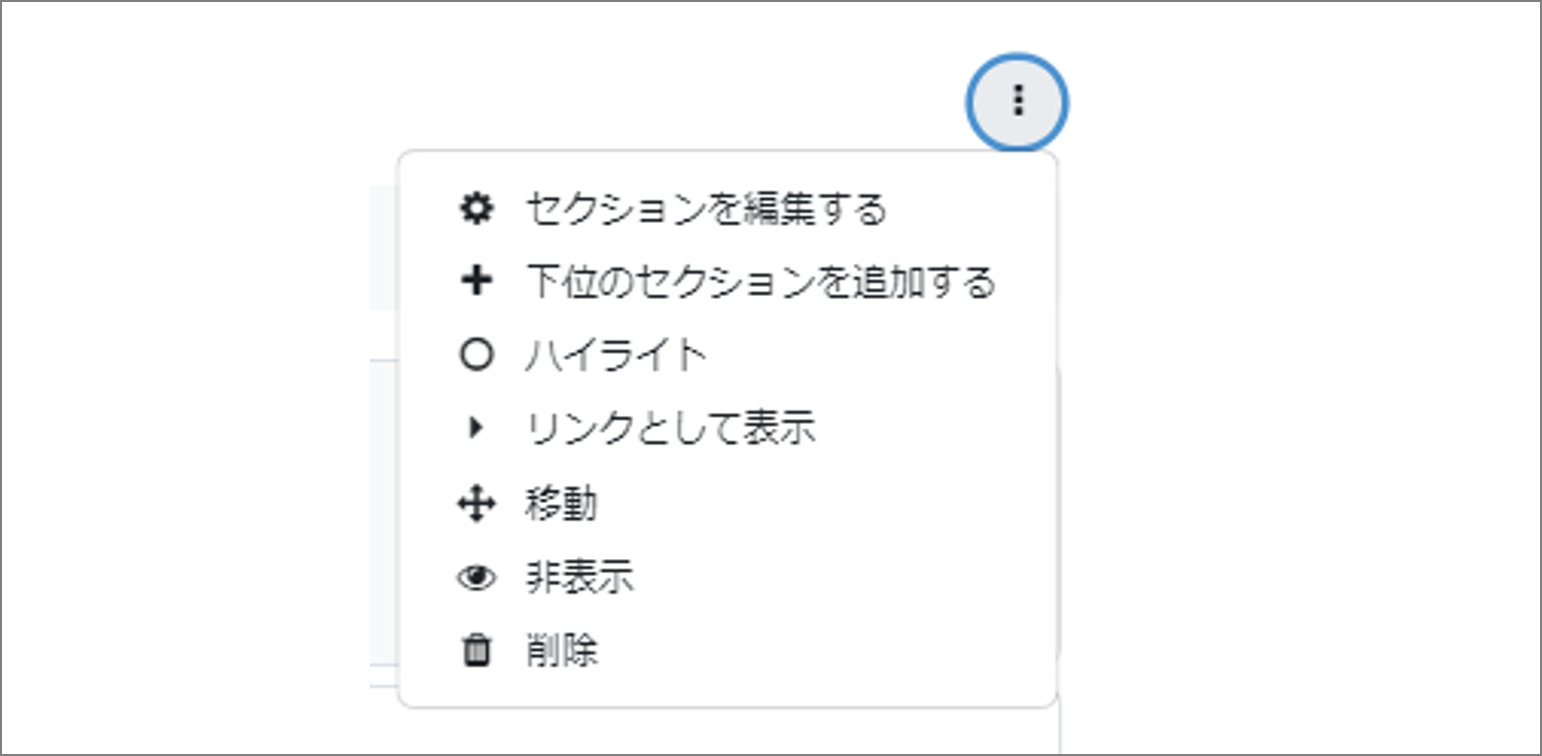 セクションを編集する
下位のセクションを追加する
ハイライト
リンクとして表示
移動
非表示
削除